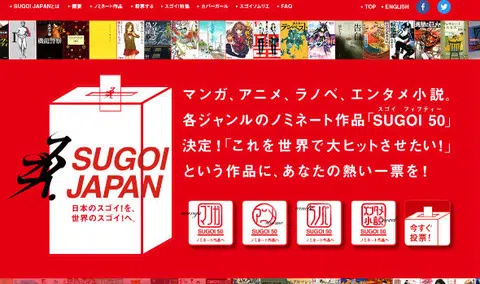 SUGOI JAPANとは
概要
ノミネート作品
投票する
スゴイ!特集
カバーガール
スゴイソムリエ
FAQ
TOP
ENGLISH
マンガ、アニメ、ラノベ、エンタメ小説。
スゴイ フィフティー
各ジャンルのノミネート作品「SUGOI 50」
決定!「これを世界で大ヒットさせたい!」
という作品に、あなたの熱い一票を!
SUGOI
JAPAN
日本のスゴイ!を、
世界のスゴイ!へ。
マンガ
SUGOI 50
ノミネート作品へ
アニメ
SUGOI 50
ノミネート作品へ
ラノベ
SUGOI 50
ノミネート作品へ
エンタメ
小説
SUGOI 50
ノミネート作品へ
今すぐ
投票!